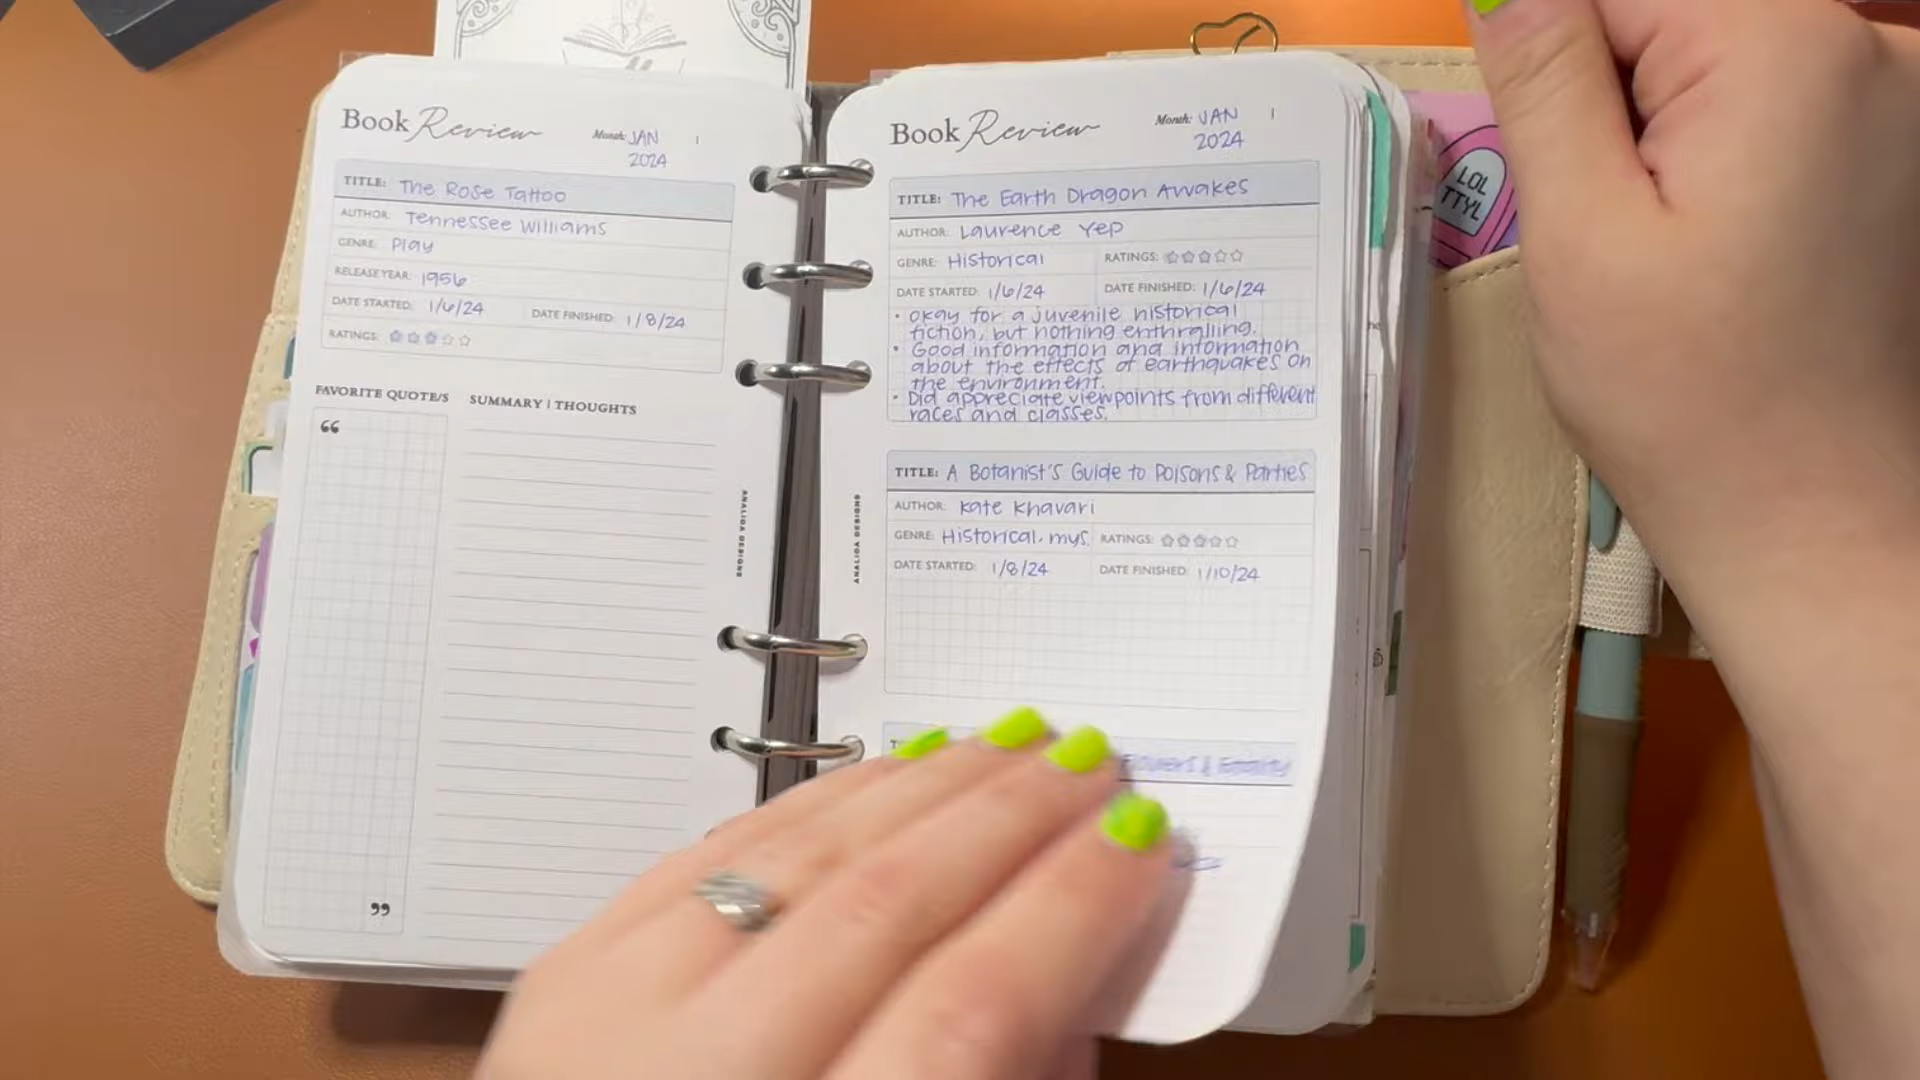 Book Review
Month: JAN
2024
1
TITLE: The Rose Tattoo
AUTHOR: Tennessee Williams
GENRE: Play
RELEASE YEAR: 1956
DATE STARTED: 1/6/24 DATE FINISHED: 1/8/24
RATINGS:
FAVORITE QUOTE/S SUMMARY | THOUGHTS
“
”
ANALIGA DESIGNS
Book Review
Month: JAN
2024
1
TITLE: The Earth Dragon Awakes
AUTHOR: Laurence Yep
GENRE: Historical RATINGS:
DATE STARTED: 1/6/24 DATE FINISHED: 1/6/24
• Okay for a juvenile historical
fiction, but nothing enthralling.
• Good information and information
about the effects of earthquakes on
the environment.
• Did appreciate viewpoints from different
races and classes.
TITLE: A Botanist's Guide to Poisons & Parties
AUTHOR: Kate Khavari
GENRE: Historical. mys. RATINGS:
DATE STARTED: 1/8/24 DATE FINISHED: 1/10/24
ANALIGA DESIGNS
Flowers &
LOL
TTYL